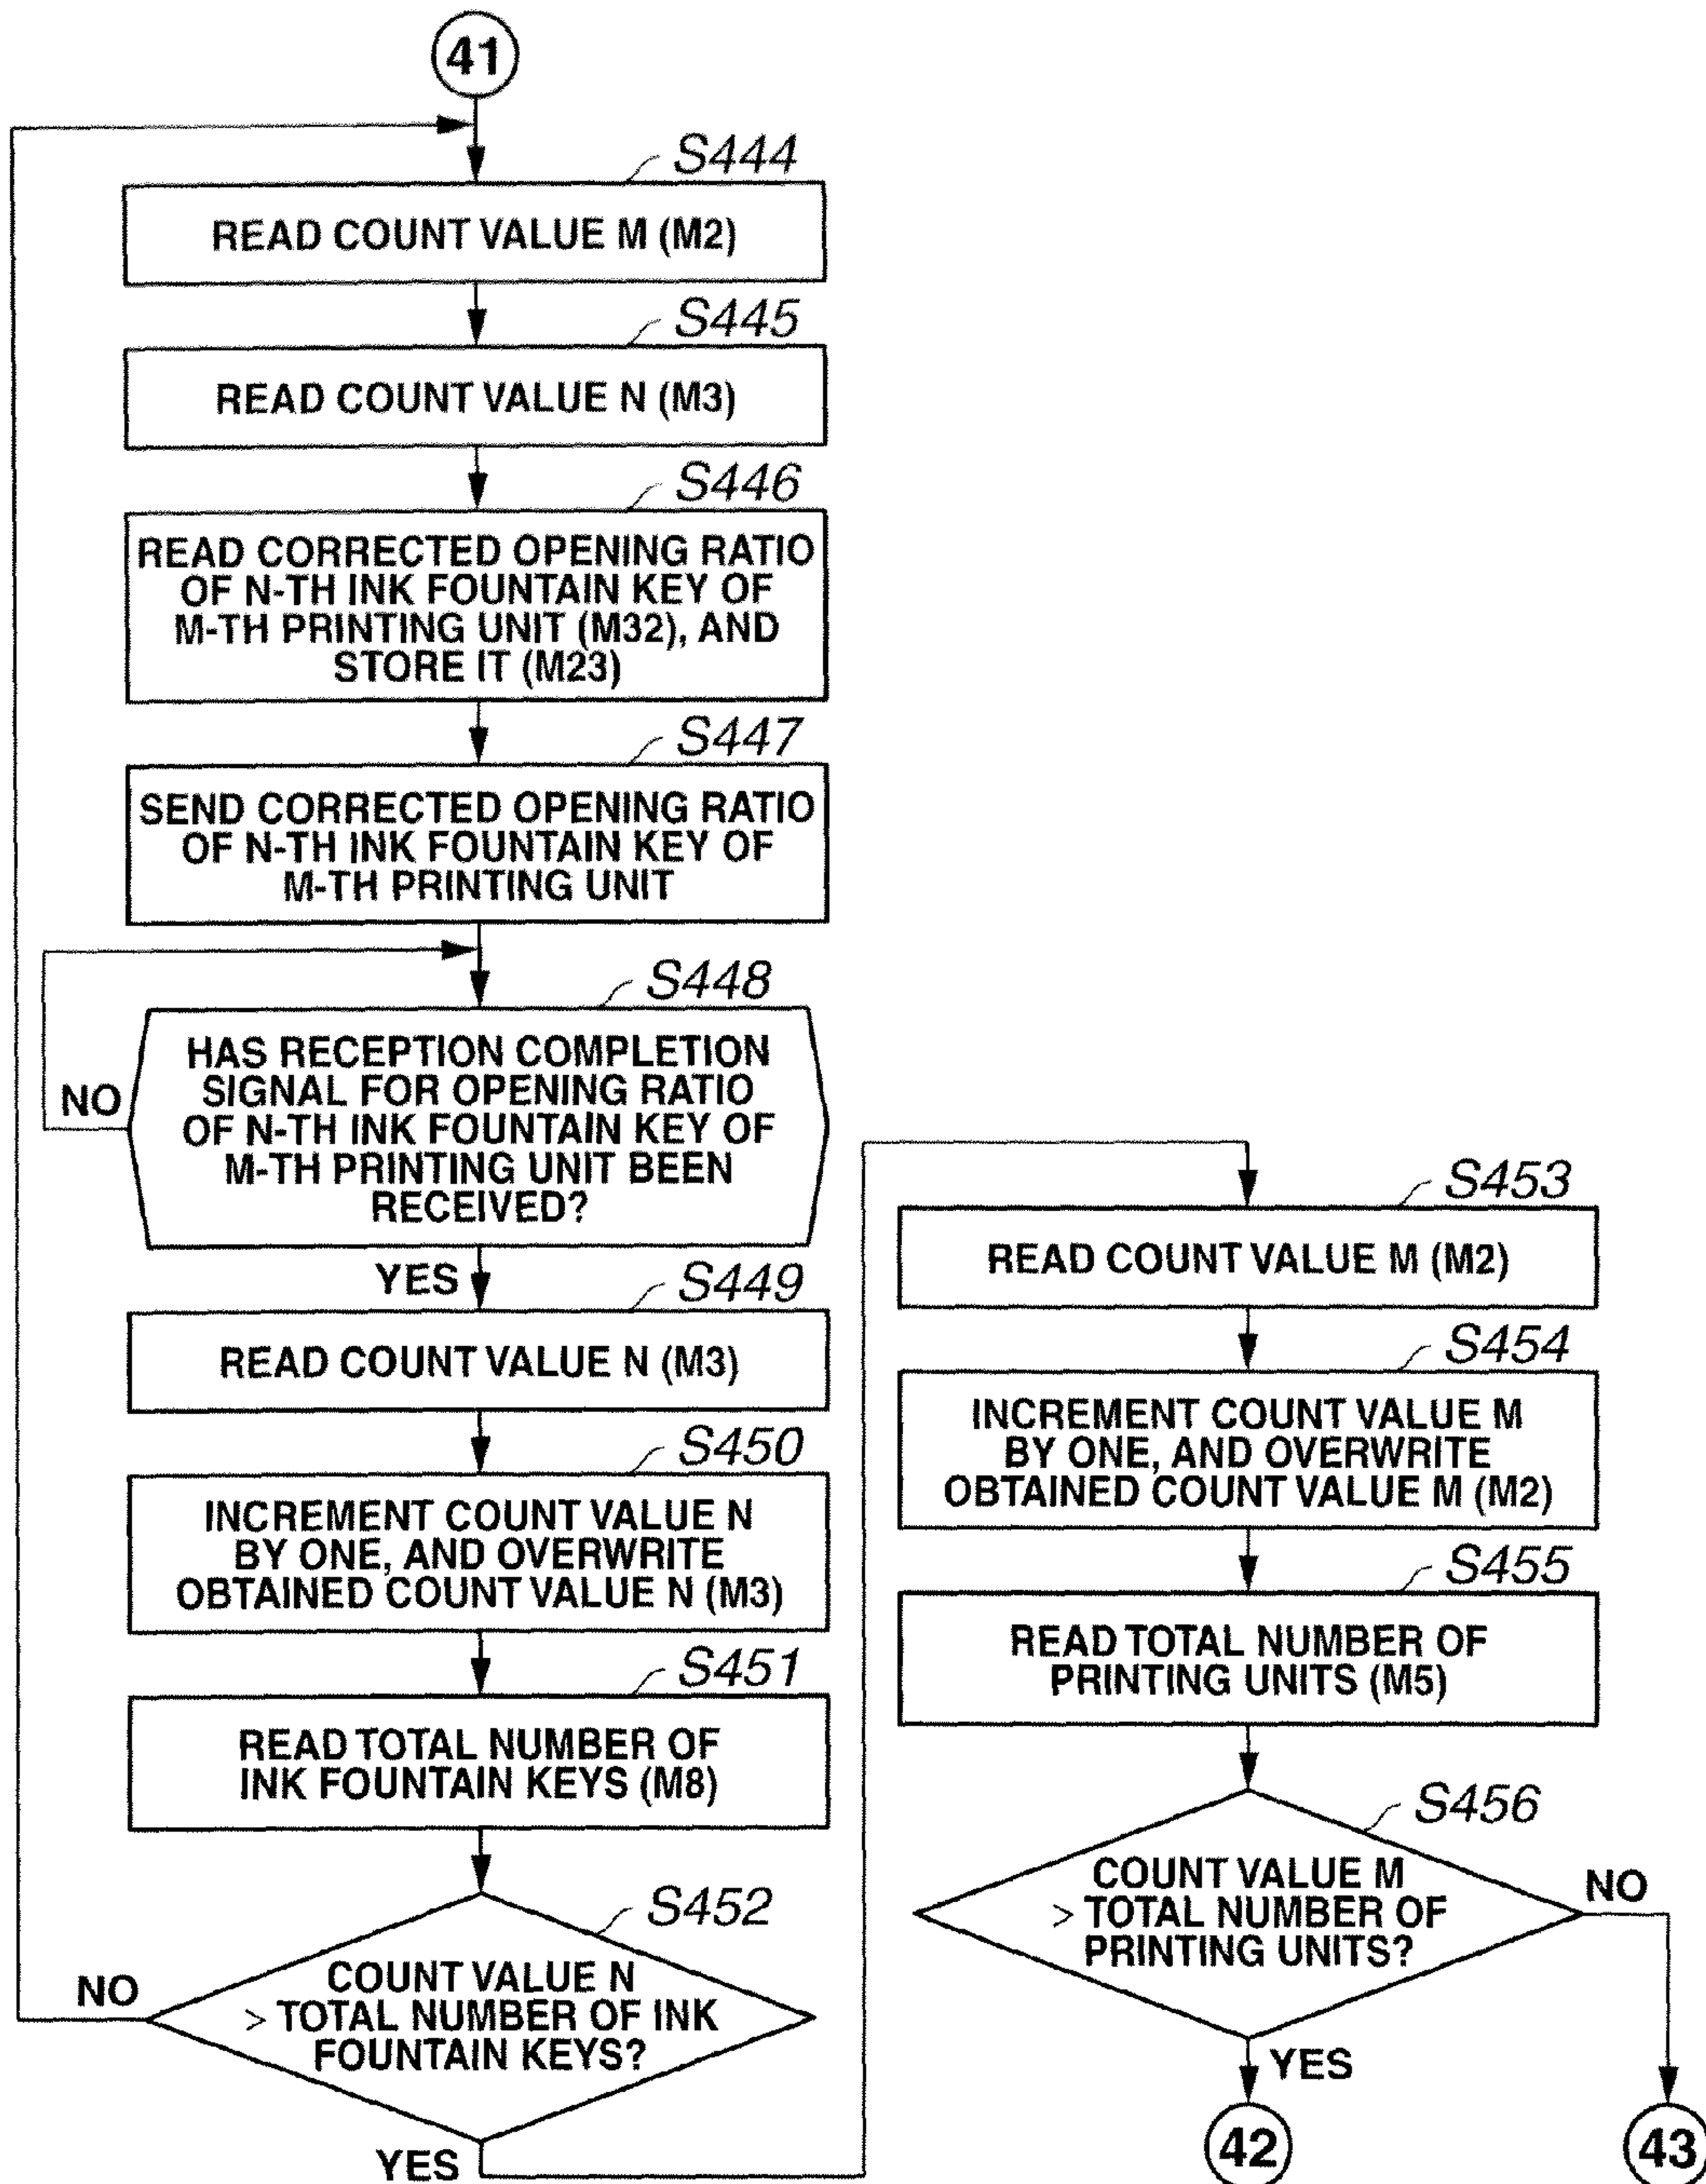 41
S444
READ COUNT VALUE M (M2)
S445
READ COUNT VALUE N (M3)
S446
READ CORRECTED OPENING RATIO
OF N-TH INK FOUNTAIN KEY OF
M-TH PRINTING UNIT (M32), AND
STORE IT (M23)
S447
SEND CORRECTED OPENING RATIO
OF N-TH INK FOUNTAIN KEY OF
M-TH PRINTING UNIT
S448
HAS RECEPTION COMPLETION
SIGNAL FOR OPENING RATIO
OF N-TH INK FOUNTAIN KEY OF
M-TH PRINTING UNIT BEEN
RECEIVED?
NO
YES
S449
READ COUNT VALUE N (M3)
S450
INCREMENT COUNT VALUE N
BY ONE, AND OVERWRITE
OBTAINED COUNT VALUE N (M3)
S451
READ TOTAL NUMBER OF
INK FOUNTAIN KEYS (M8)
S452
COUNT VALUE N
> TOTAL NUMBER OF INK
FOUNTAIN KEYS?
NO
YES
S453
READ COUNT VALUE M (M2)
S454
INCREMENT COUNT VALUE M
BY ONE, AND OVERWRITE
OBTAINED COUNT VALUE M (M2)
S455
READ TOTAL NUMBER OF
PRINTING UNITS (M5)
S456
COUNT VALUE M
> TOTAL NUMBER OF
PRINTING UNITS?
NO
YES
42
43